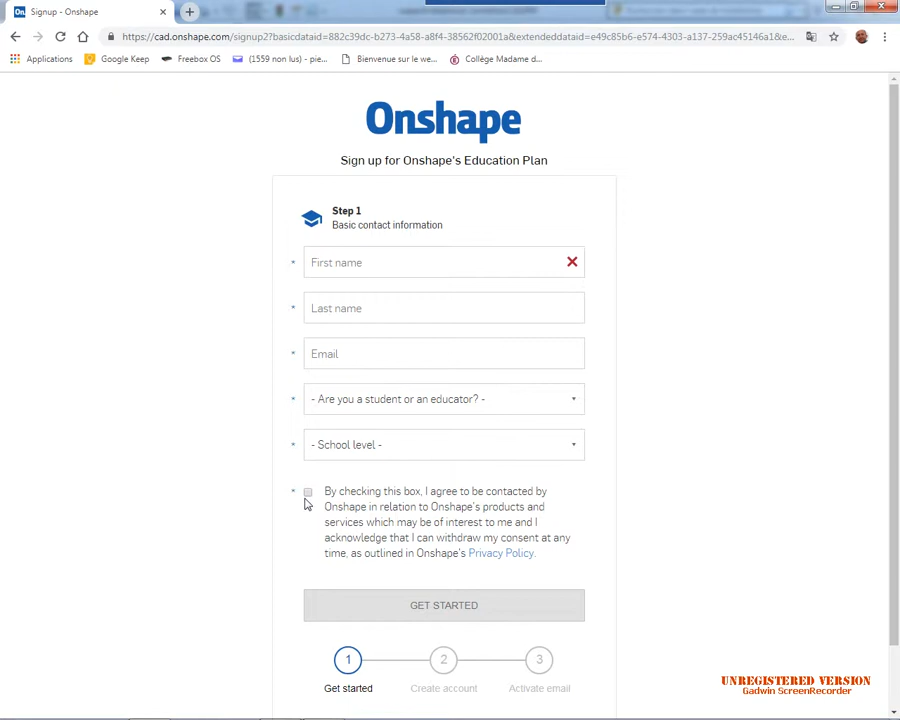 On. Signup - Onshape
https://cad.onshape.com/signup2?basicdataid=882c39dc-b273-4a58-a8f4-38562f02001a&extendeddataid=e49c85b6-e574-4303-a137-259ac45146a1&e...
Applications Google Keep Freebox OS (1559 non lus) - pie... Bienvenue sur le we... Collège Madame d...
Onshape
Sign up for Onshape's Education Plan
Step 1
Basic contact information
* First name
* Last name
* Email
* - Are you a student or an educator? -
* - School level -
* By checking this box, I agree to be contacted by
Onshape in relation to Onshape's products and
services which may be of interest to me and I
acknowledge that I can withdraw my consent at any
time, as outlined in Onshape's Privacy Policy.
GET STARTED
1 2 3
Get started Create account Activate email
UNREGISTERED VERSION
Gadwin ScreenRecorder